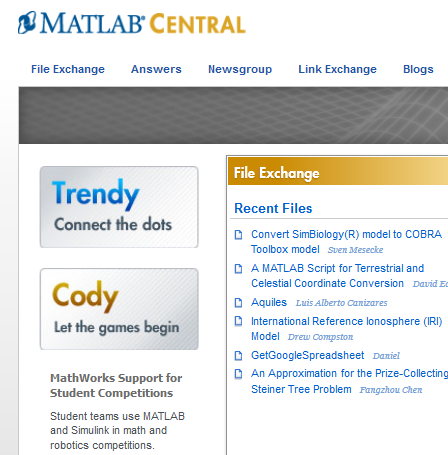 MATLAB CENTRAL
File Exchange Answers Newsgroup Link Exchange Blogs
Trendy
Connect the dots
Cody
Let the games begin
MathWorks Support for
Student Competitions
Student teams use MATLAB
and Simulink in math and
robotics competitions.
File Exchange
Recent Files
Convert SimBiology(R) model to COBRA
Toolbox model Sven Mesecke
A MATLAB Script for Terrestrial and
Celestial Coordinate Conversion David
Aquiles Luis Alberto Canizares
International Reference Ionosphere (IRI)
Model Drew Compston
GetGoogleSpreadsheet Daniel
An Approximation for the Prize-Collecting
Steiner Tree Problem Fangzhou Chen